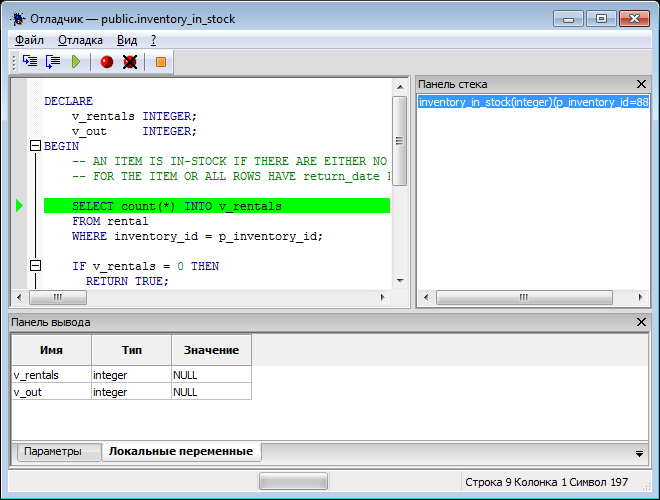 Отладчик — public.inventory_in_stock
Файл Отладка Вид ?
Панель стека
DECLARE
v_rentals INTEGER;
v_out INTEGER;
BEGIN
-- AN ITEM IS IN-STOCK IF THERE ARE EITHER NO
-- FOR THE ITEM OR ALL ROWS HAVE return_date
SELECT count(*) INTO v_rentals
FROM rental
WHERE inventory_id = p_inventory_id;
IF v_rentals = 0 THEN
RETURN TRUE;
inventory_in_stock(integer)(p_inventory_id=88
Панель вывода
Имя Тип Значение
v_rentals integer NULL
v_out integer NULL
Параметры Локальные переменные
Строка 9 Колонка 1 Символ 197